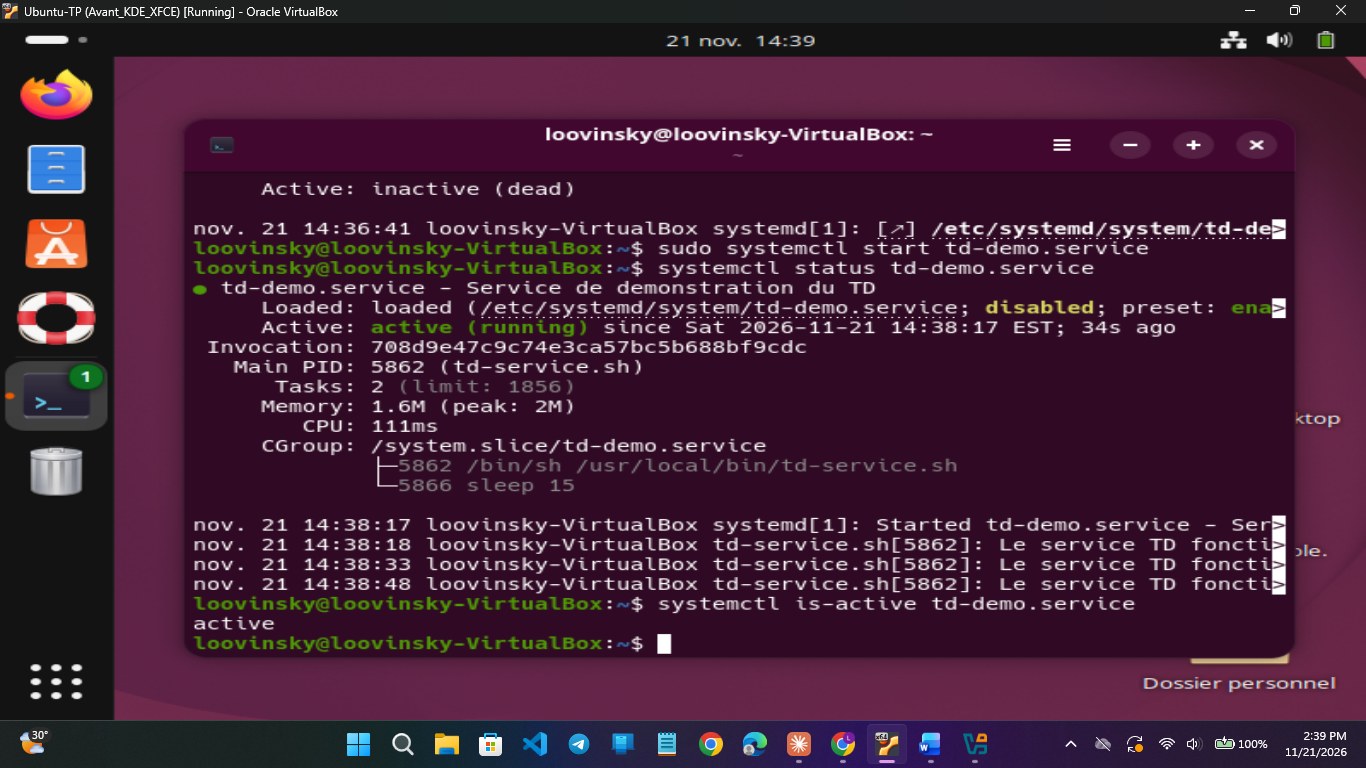 Ubuntu-TP (Avant_KDE_XFCE) [Running] - Oracle VirtualBox
21 nov. 14:39
loovinsky@loovinsky-VirtualBox: ~
~
Active: inactive (dead)
nov. 21 14:36:41 loovinsky-VirtualBox systemd[1]: [↗] /etc/systemd/system/td-de>
loovinsky@loovinsky-VirtualBox:~$ sudo systemctl start td-demo.service
loovinsky@loovinsky-VirtualBox:~$ systemctl status td-demo.service
● td-demo.service - Service de demonstration du TD
Loaded: loaded (/etc/systemd/system/td-demo.service; disabled; preset: ena>
Active: active (running) since Sat 2026-11-21 14:38:17 EST; 34s ago
Invocation: 708d9e47c9c74e3ca57bc5b688bf9cdc
Main PID: 5862 (td-service.sh)
Tasks: 2 (limit: 1856)
Memory: 1.6M (peak: 2M)
CPU: 111ms
CGroup: /system.slice/td-demo.service
├─5862 /bin/sh /usr/local/bin/td-service.sh
└─5866 sleep 15
nov. 21 14:38:17 loovinsky-VirtualBox systemd[1]: Started td-demo.service - Ser>
nov. 21 14:38:18 loovinsky-VirtualBox td-service.sh[5862]: Le service TD foncti>
nov. 21 14:38:33 loovinsky-VirtualBox td-service.sh[5862]: Le service TD foncti>
nov. 21 14:38:48 loovinsky-VirtualBox td-service.sh[5862]: Le service TD foncti>
loovinsky@loovinsky-VirtualBox:~$ systemctl is-active td-demo.service
active
loovinsky@loovinsky-VirtualBox:~$
1
>_
ktop
ole.
Dossier personnel
30°
x64
W
100%
2:39 PM
11/21/2026